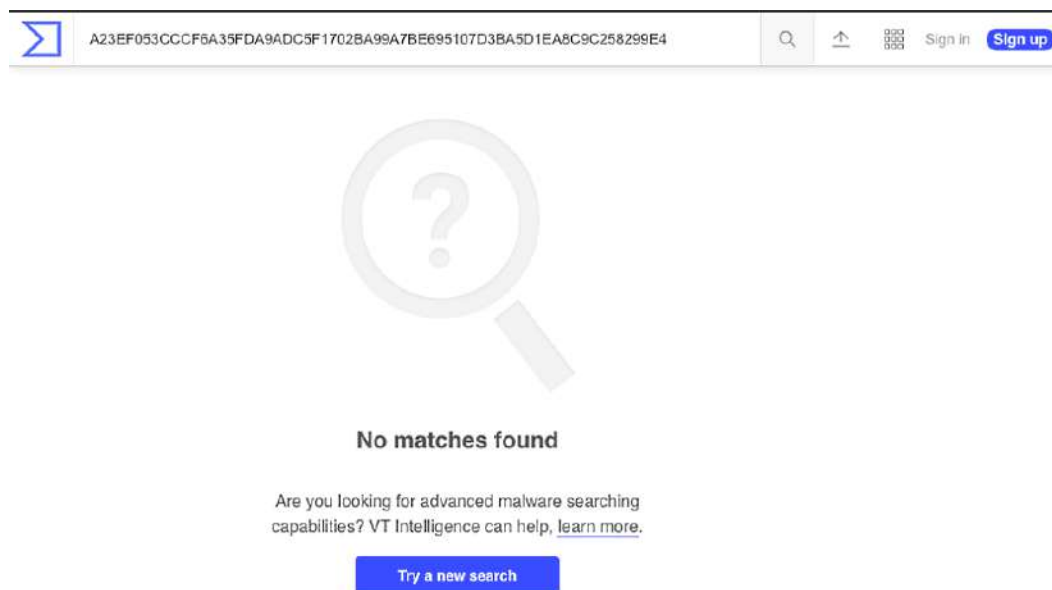 A23EF053CCCF6A35FDA9ADC5F1702BA99A7BE695107D3BA5D1EA8C9C258299E4
Sign in
Sign up
?
No matches found
Are you looking for advanced malware searching
capabilities? VT Intelligence can help, learn more.
Try a new search